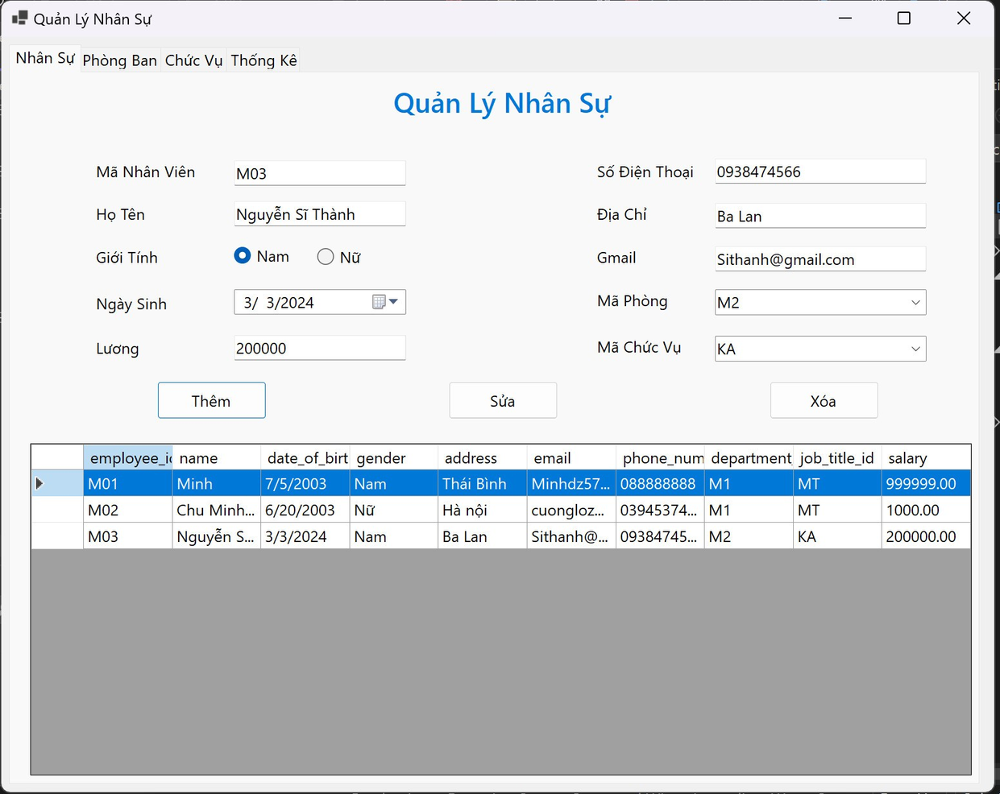 Quản Lý Nhân Sự
Nhân Sự Phòng Ban Chức Vụ Thống Kê
Quản Lý Nhân Sự
Mã Nhân Viên M03
Số Điện Thoại 0938474566
Họ Tên Nguyễn Sĩ Thành
Địa Chỉ Ba Lan
Giới Tính Nam Nữ
Gmail Sithanh@gmail.com
Ngày Sinh 3/ 3/2024
Mã Phòng M2
Lương 200000
Mã Chức Vụ KA
Thêm Sửa Xóa
employee_ic name date_of_birt gender address email phone_num department_ job_title_id salary
M01 Minh 7/5/2003 Nam Thái Bình Minhdz57... 088888888 M1 MT 999999.00
M02 Chu Minh... 6/20/2003 Nữ Hà nội cuongloz... 03945374... M1 MT 1000.00
M03 Nguyễn S... 3/3/2024 Nam Ba Lan Sithanh@... 09384745... M2 KA 200000.00